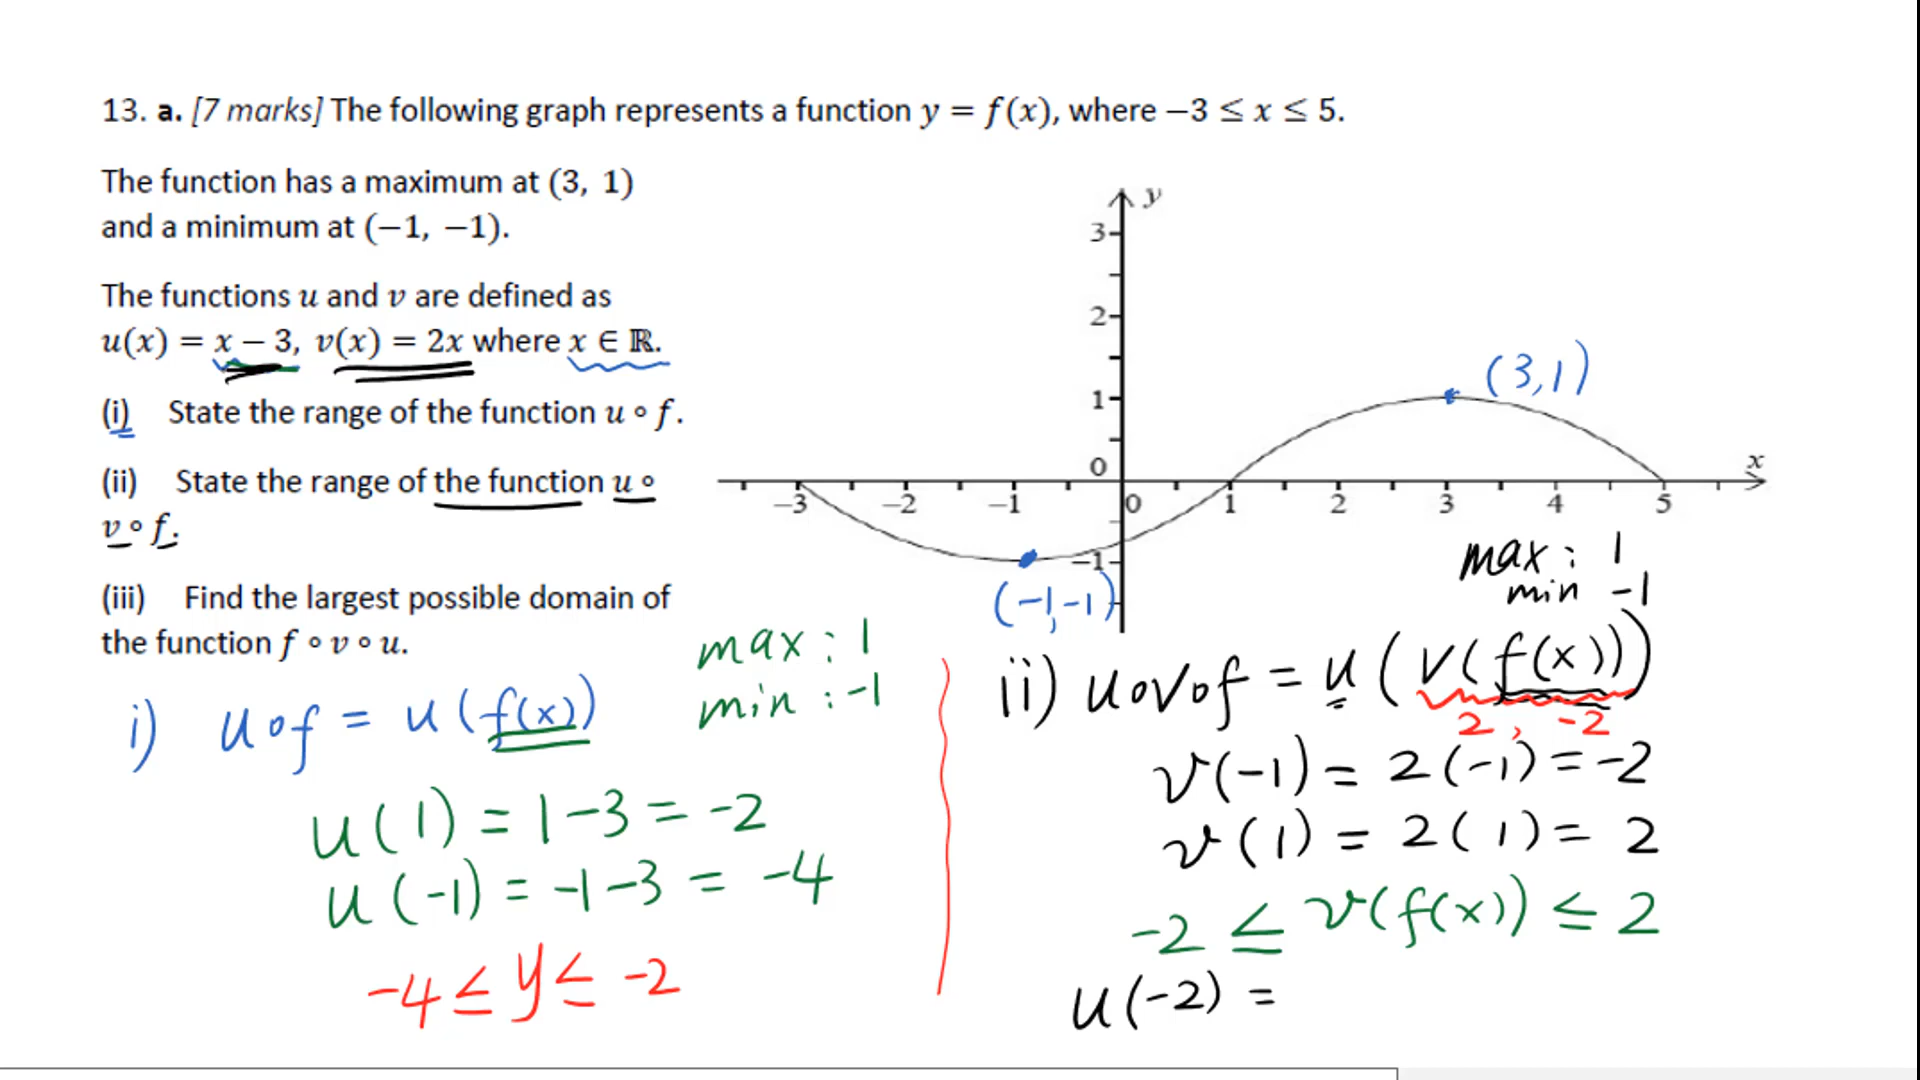 13. a. [7 marks] The following graph represents a function y = f(x), where −3 ≤ x ≤ 5.
The function has a maximum at (3, 1)
and a minimum at (−1, −1).
The functions u and v are defined as
u(x) = x − 3, v(x) = 2x where x ∈ ℝ.
(i) State the range of the function u ∘ f.
(ii) State the range of the function u ∘
v ∘ f.
(iii) Find the largest possible domain of
the function f ∘ v ∘ u.
y
3
2
1
0
−1
x
−3 −2 −1 0 1 2 3 4 5
(3,1)
(-1,-1)
max : 1
min -1
max : 1
min : -1
i) u∘f = u(f(x))
u(1) = 1-3 = -2
u(-1) = -1-3 = -4
-4 ≤ y ≤ -2
ii) u∘v∘f = u(v(f(x)))
2, -2
v(-1) = 2(-1) = -2
v(1) = 2(1) = 2
-2 ≤ v(f(x)) ≤ 2
u(-2) =